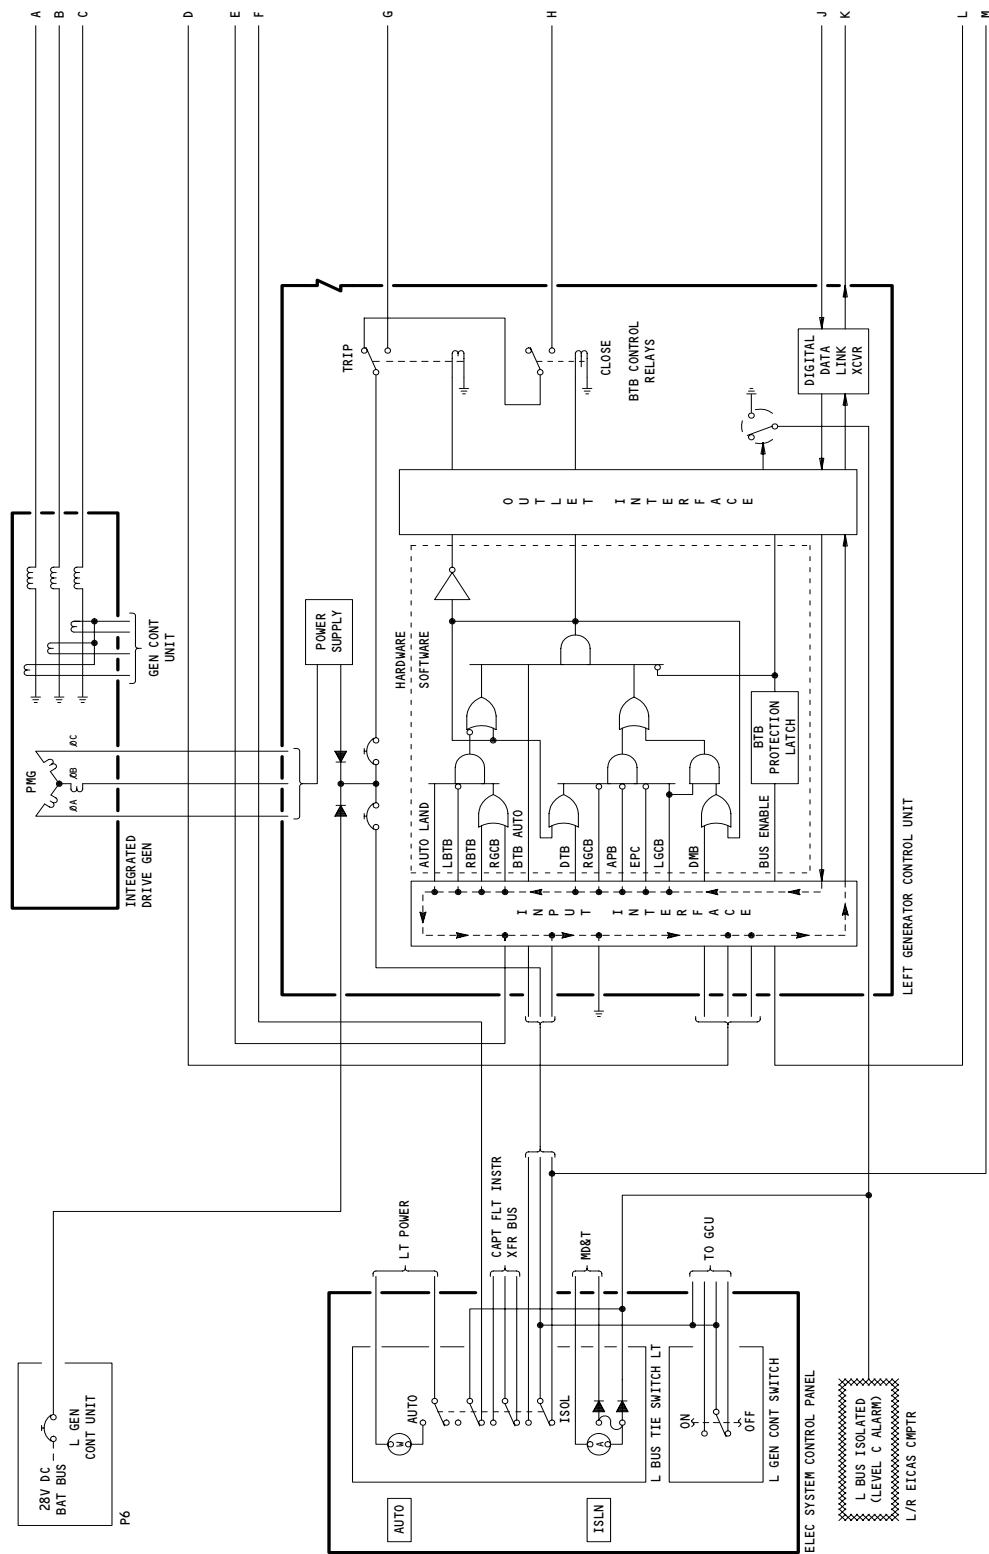 28V DC
BAT BUS
L GEN
CONT UNIT
P6
AUTO
ISLN
W
A
AUTO
ISOL
L BUS TIE SWITCH LT
ON
OFF
L GEN CONT SWITCH
ELEC SYSTEM CONTROL PANEL
L BUS ISOLATED
(LEVEL C ALARM)
L/R EICAS CMPTR
LT POWER
CAPT FLT INSTR
XFR BUS
MD&T
TO GCU
PMG
ØA
ØB
ØC
INTEGRATED
DRIVE GEN
GEN CONT
UNIT
POWER
SUPPLY
HARDWARE
SOFTWARE
INPUT INTERFACE
AUTO LAND
LBTB
RBTB
RGCB
BTB AUTO
DTB
RGCB
APB
EPC
LGCB
DMB
BUS ENABLE
BTB
PROTECTION
LATCH
OUTLET INTERFACE
TRIP
CLOSE
BTB CONTROL
RELAYS
DIGITAL
DATA
LINK
XCVR
LEFT GENERATOR CONTROL UNIT
A
B
C
D
E
F
G
H
J
K
L
M